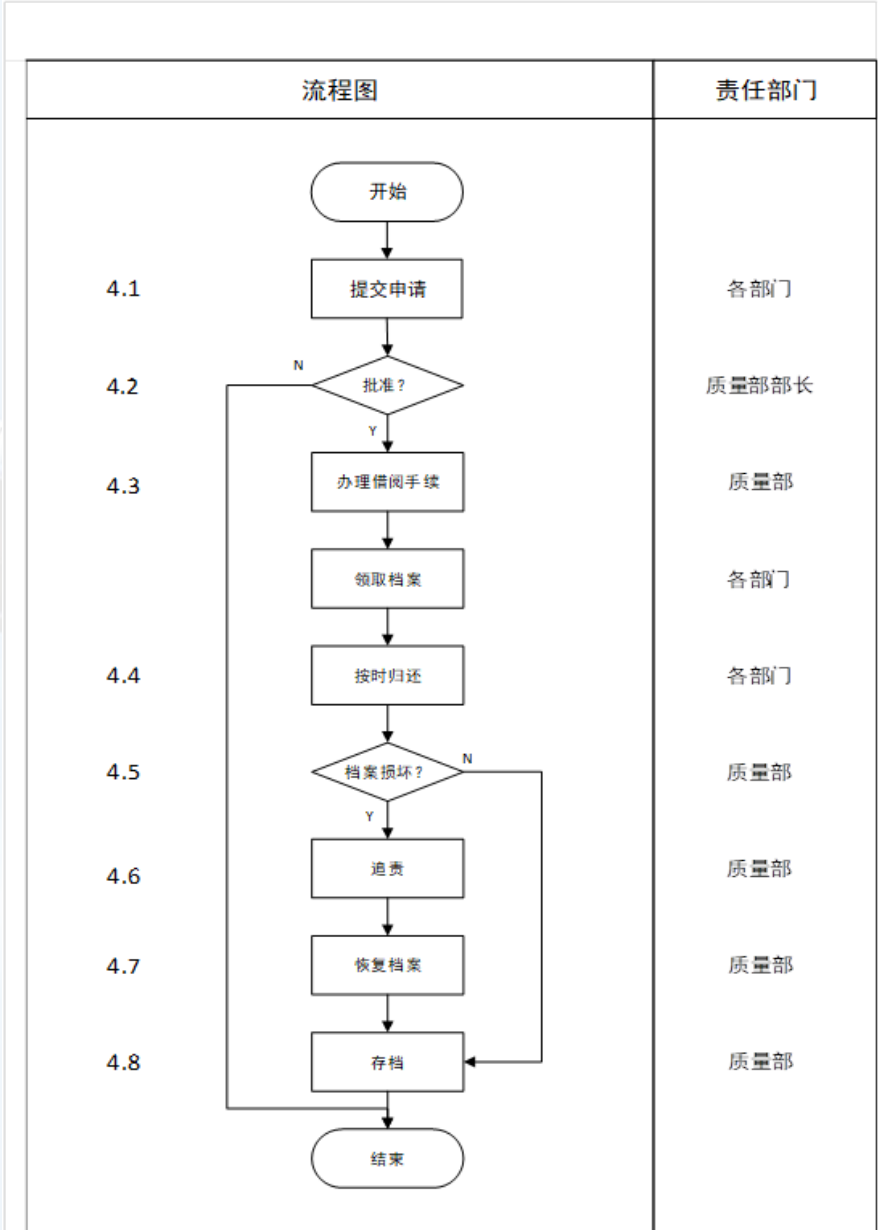 流程图 责任部门
开始
4.1 提交申请 各部门
N
4.2 批准？ 质量部部长
Y
4.3 办理借阅手续 质量部
领取档案 各部门
4.4 按时归还 各部门
N
4.5 档案损坏？ 质量部
Y
4.6 追责 质量部
4.7 恢复档案 质量部
4.8 存档 质量部
结束